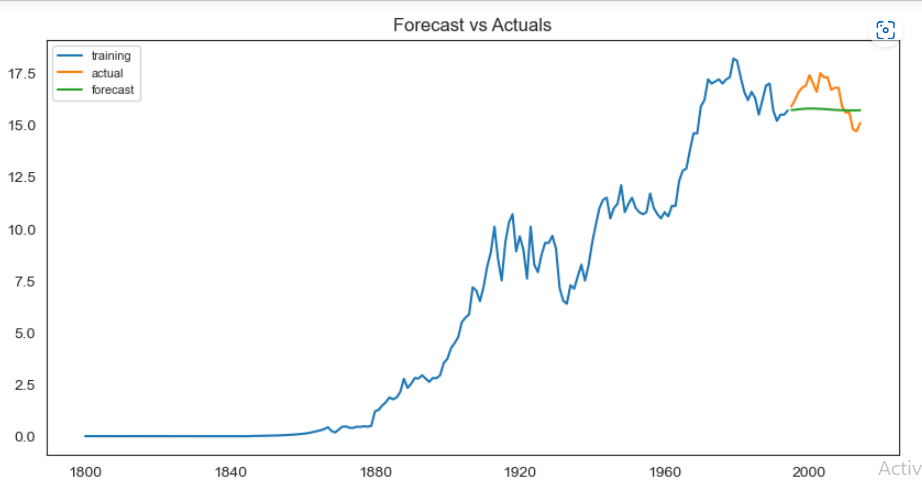 Forecast vs Actuals
training
actual
forecast
17.5
15.0
12.5
10.0
7.5
5.0
2.5
0.0
1800 1840 1880 1920 1960 2000
Activ